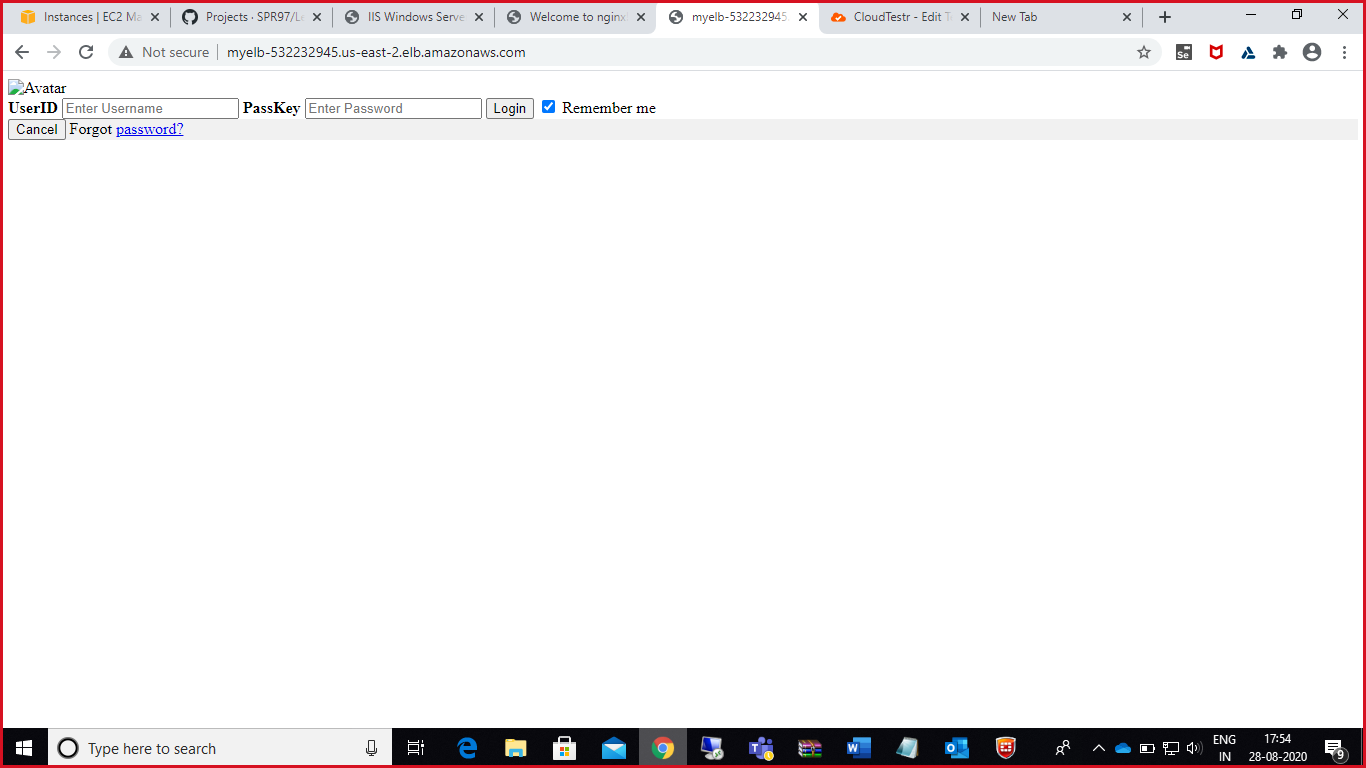 Instances | EC2 Ma
Projects · SPR97/Le
IIS Windows Serve
Welcome to nginx
myelb-532232945.
CloudTestr - Edit T
New Tab
Not secure
myelb-532232945.us-east-2.elb.amazonaws.com
Avatar
UserID Enter Username PassKey Enter Password Login Remember me
Cancel Forgot password?
Type here to search
ENG
IN
17:54
28-08-2020
9